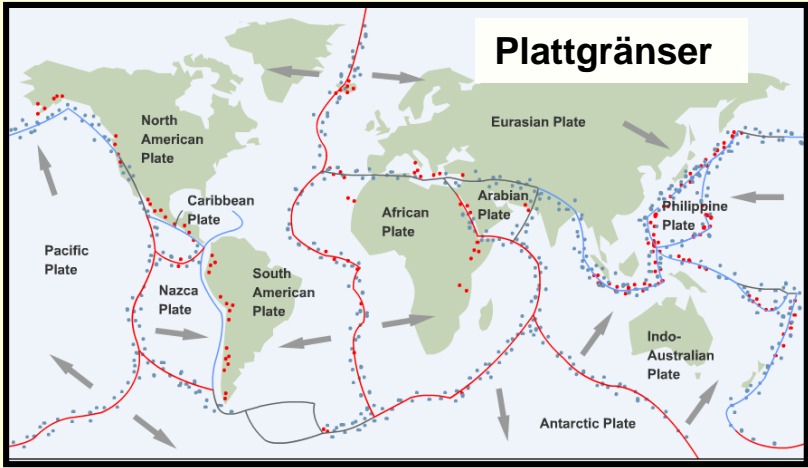 Plattgränser
North
American
Plate
Eurasian Plate
Caribbean
Plate
African
Plate
Arabian
Plate
Philippine
Plate
Pacific
Plate
Nazca
Plate
South
American
Plate
Indo-
Australian
Plate
Antarctic Plate